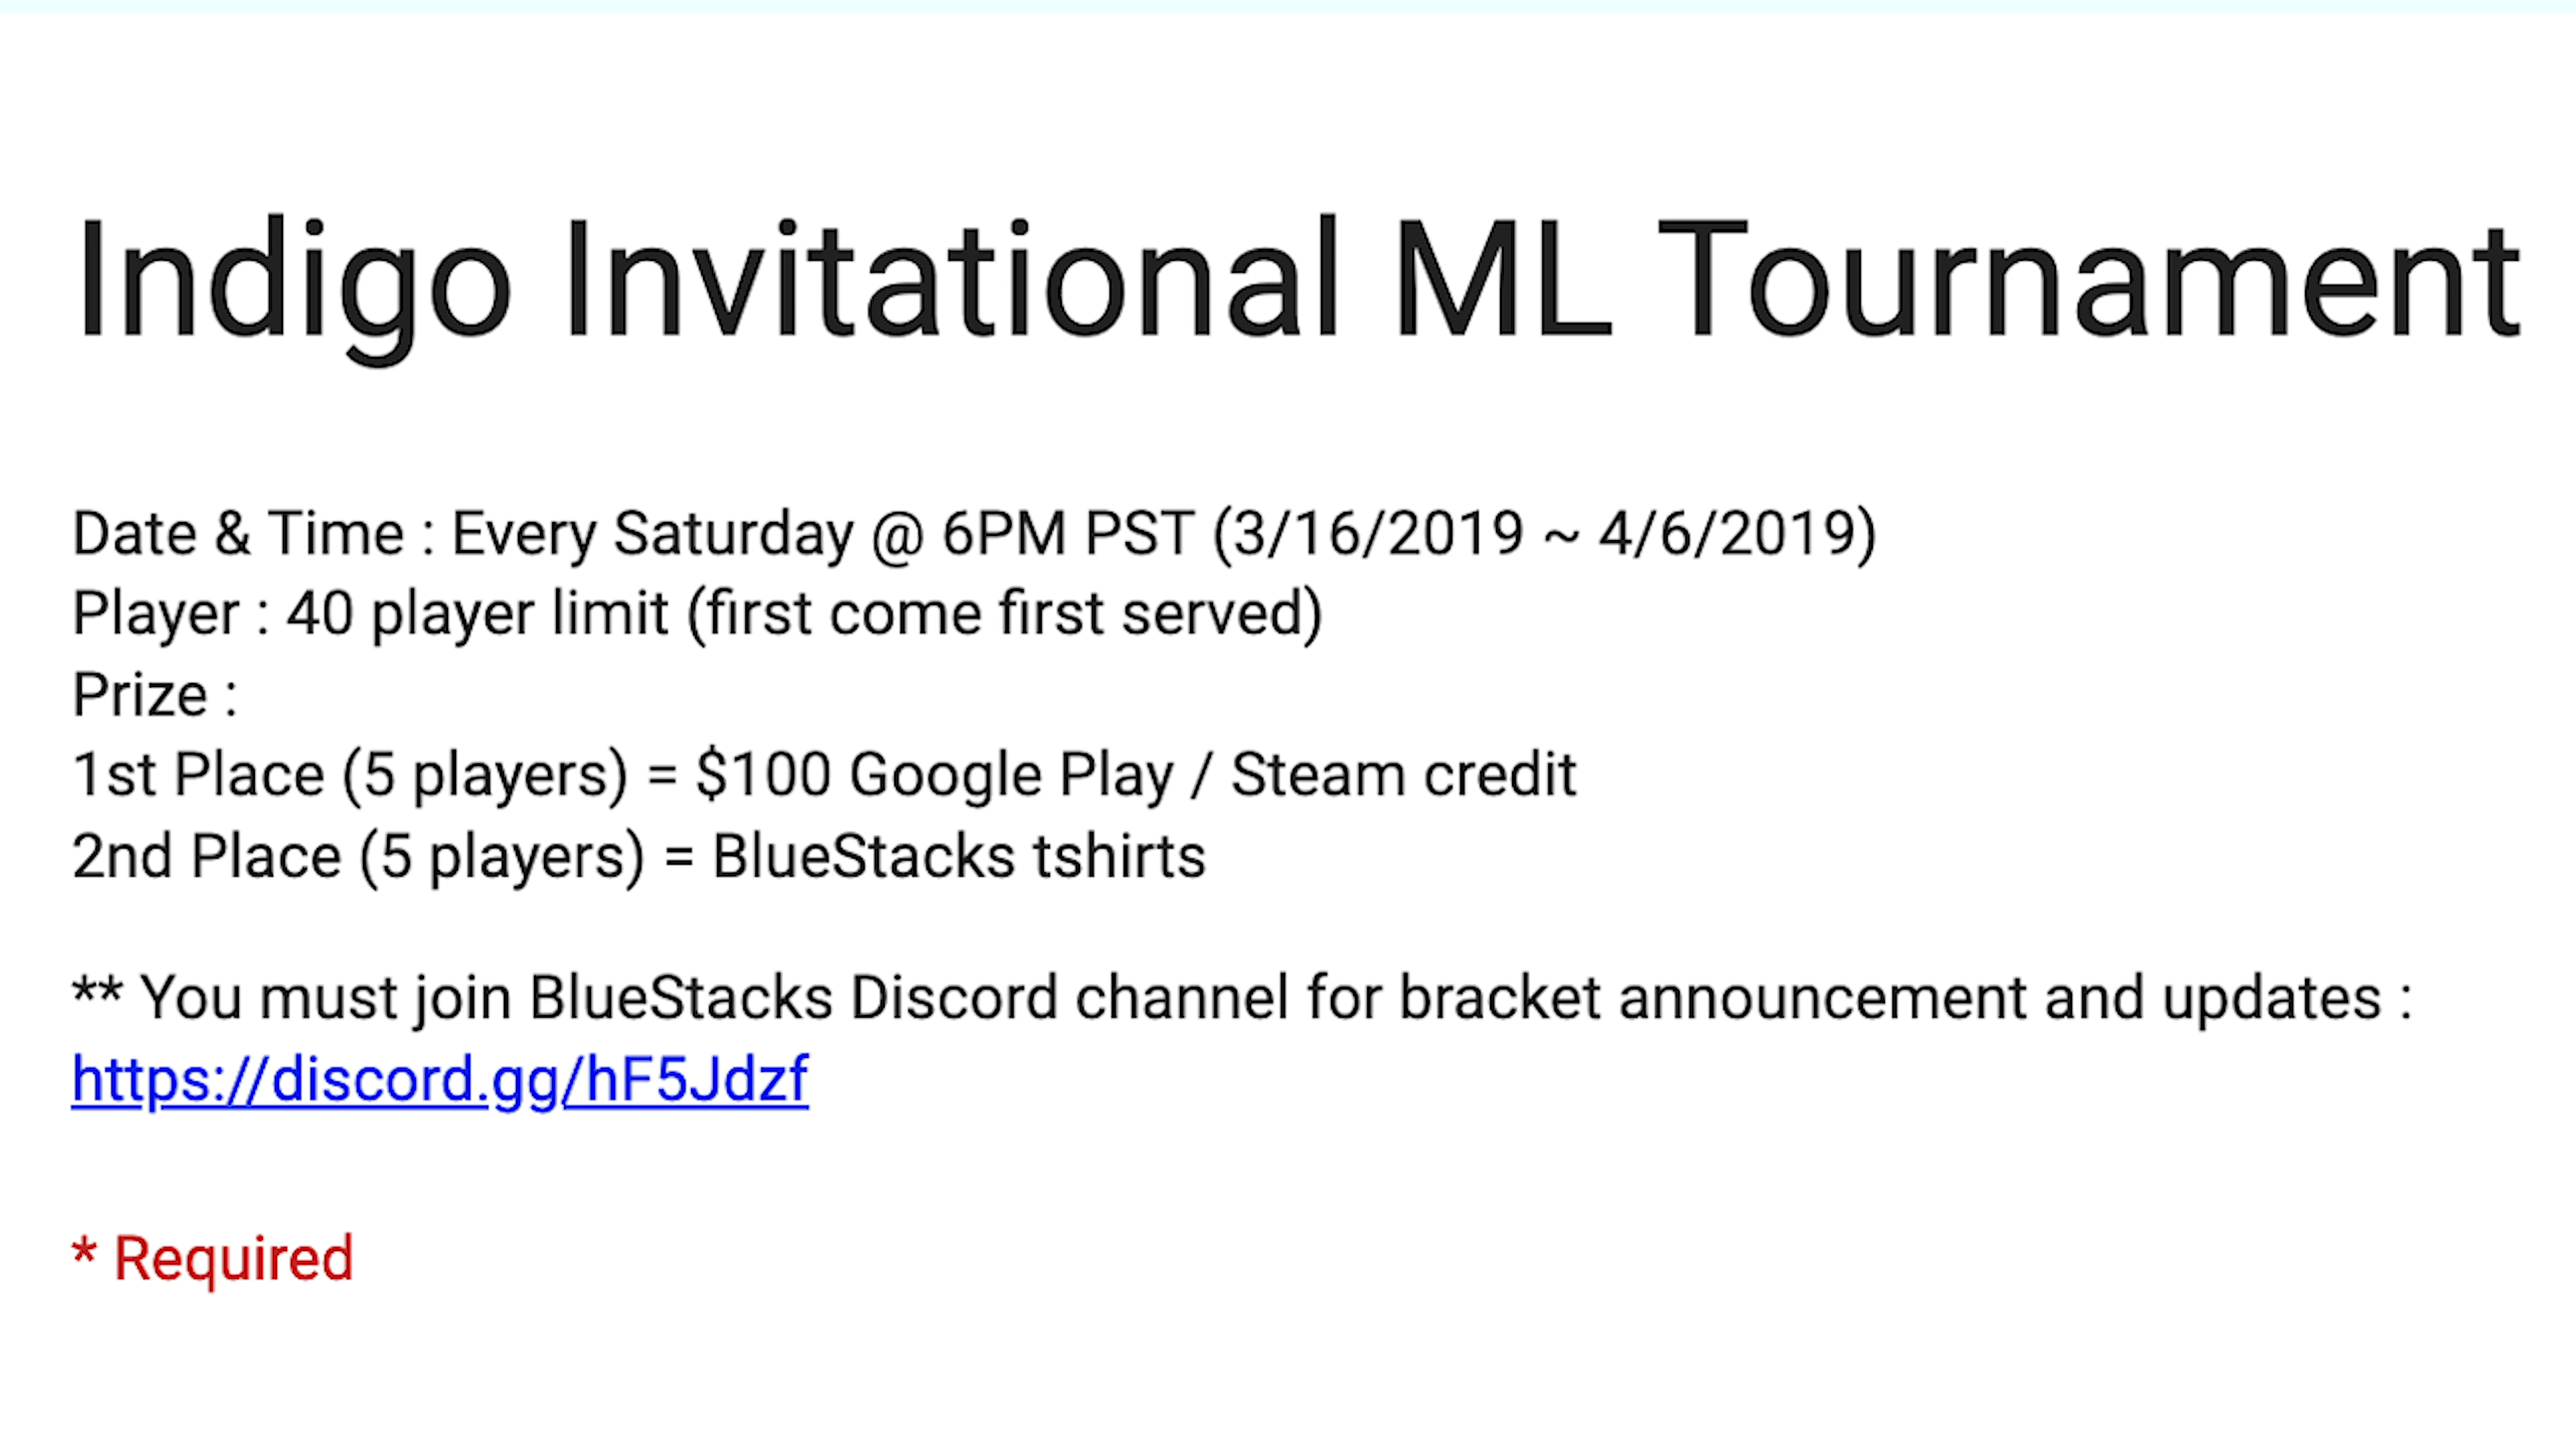 Indigo Invitational ML Tournament
Date & Time : Every Saturday @ 6PM PST (3/16/2019 ~ 4/6/2019)
Player : 40 player limit (first come first served)
Prize :
1st Place (5 players) = $100 Google Play / Steam credit
2nd Place (5 players) = BlueStacks tshirts
** You must join BlueStacks Discord channel for bracket announcement and updates :
https://discord.gg/hF5Jdzf
* Required